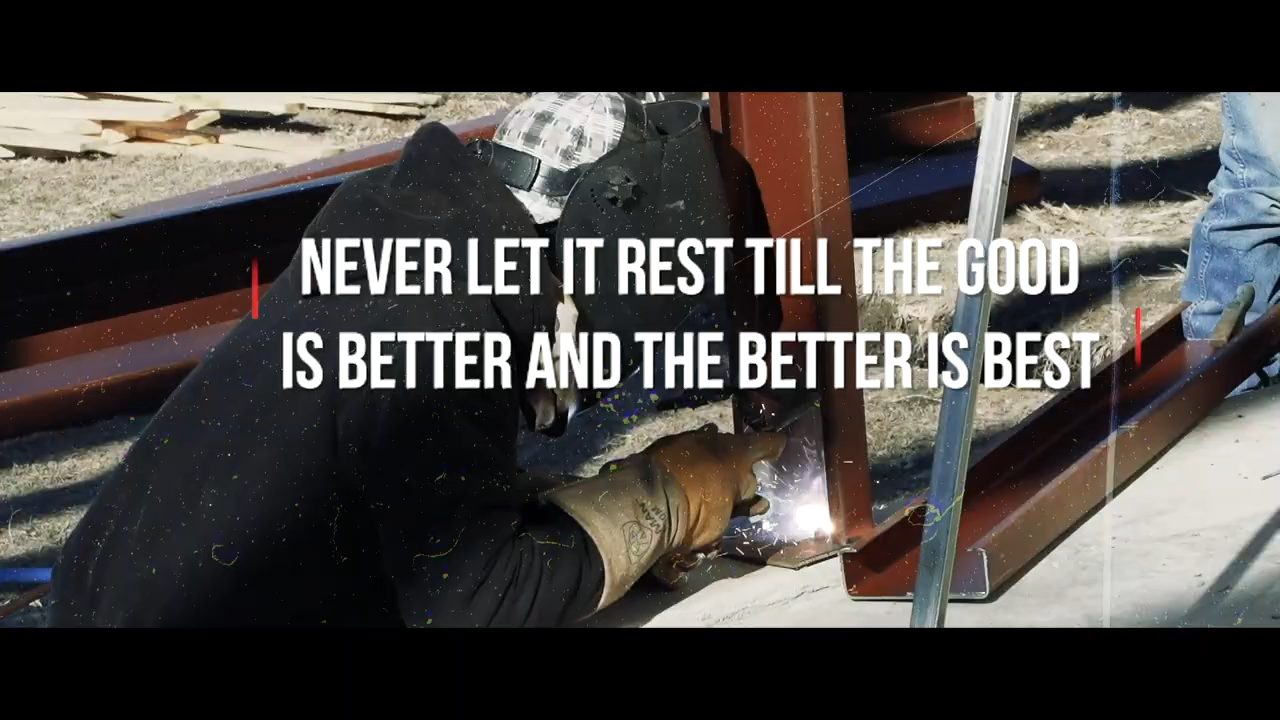 NEVER LET IT REST TILL THE GOOD
IS BETTER AND THE BETTER IS BEST